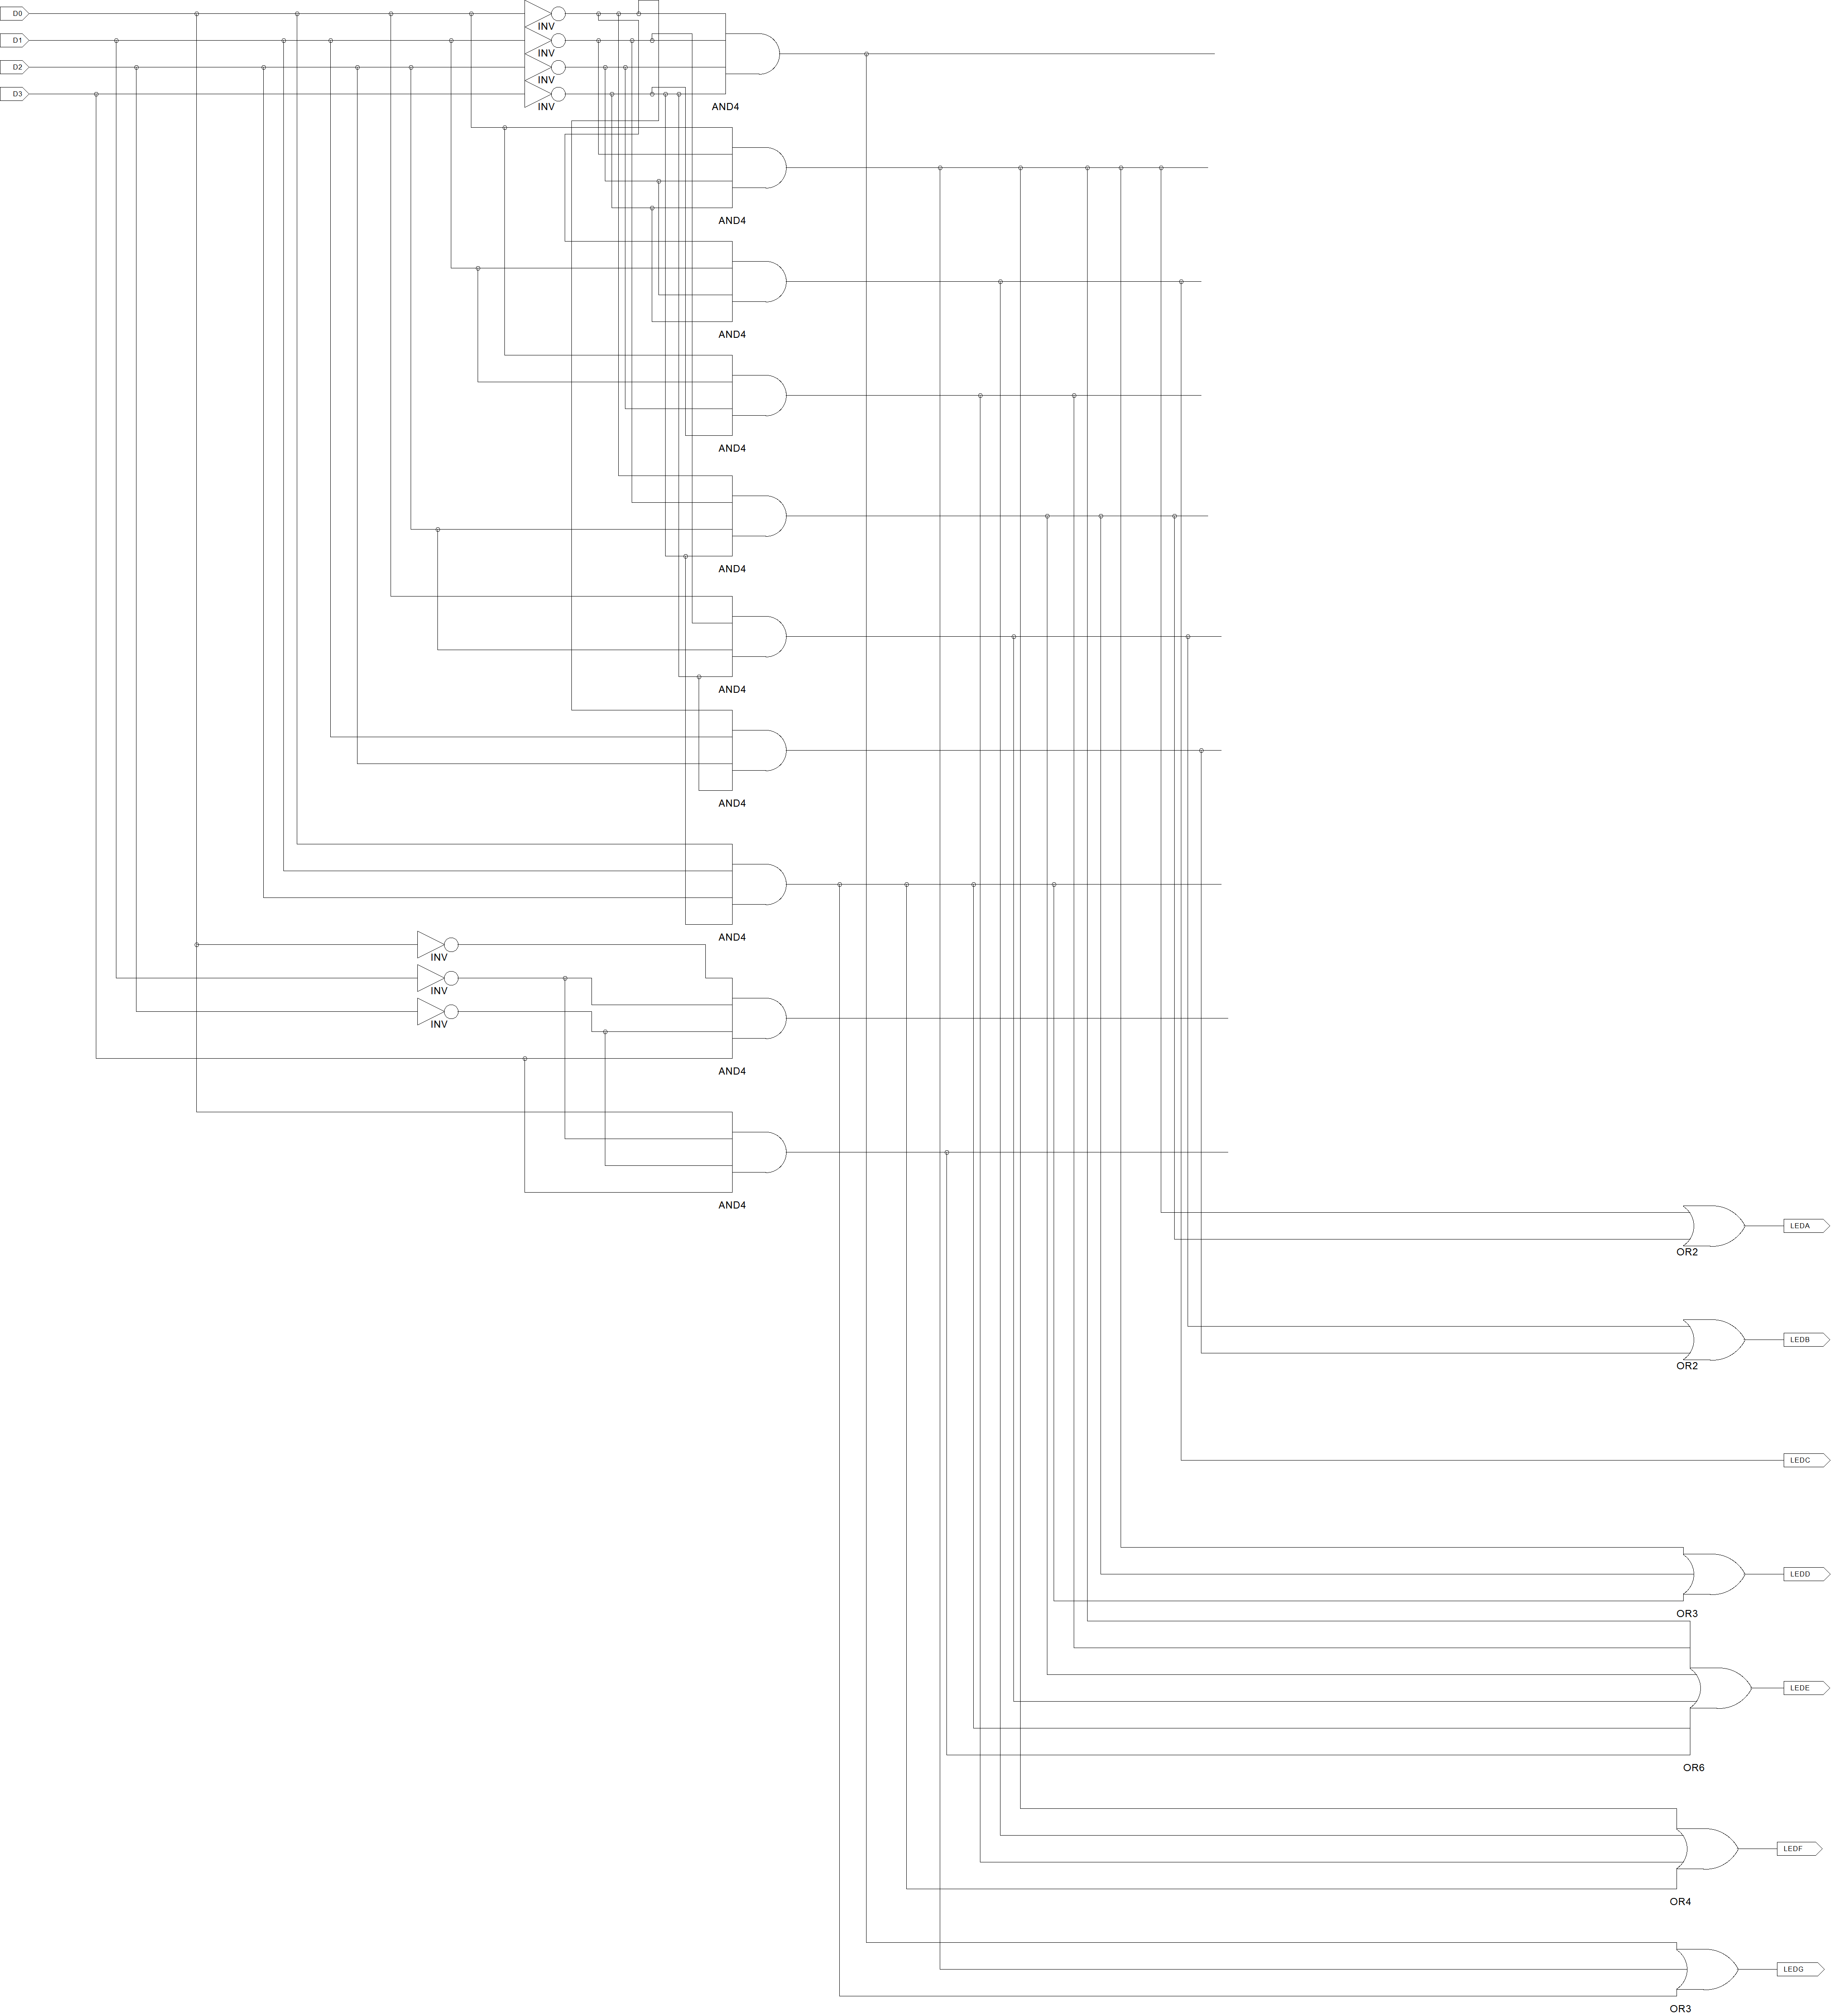 D0
INV
D1
INV
D2
INV
D3
INV
AND4
AND4
AND4
AND4
AND4
AND4
AND4
AND4
INV
INV
INV
AND4
AND4
LEDA
OR2
LEDB
OR2
LEDC
LEDD
OR3
LEDE
OR6
LEDF
OR4
LEDG
OR3